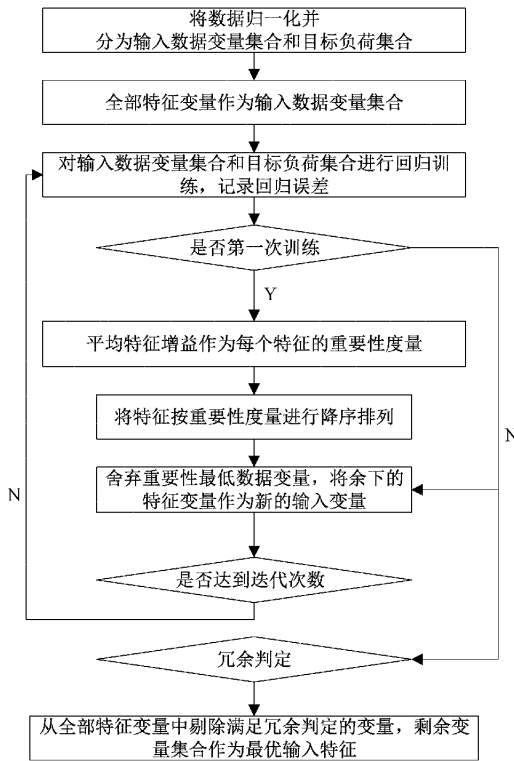 将数据归一化并
分为输入数据变量集合和目标负荷集合
全部特征变量作为输入数据变量集合
对输入数据变量集合和目标负荷集合进行回归训
练，记录回归误差
是否第一次训练
Y
平均特征增益作为每个特征的重要性度量
将特征按重要性度量进行降序排列
N
舍弃重要性最低数据变量，将余下的
特征变量作为新的输入变量
N
是否达到迭代次数
冗余判定
从全部特征变量中剔除满足冗余判定的变量，剩余变
量集合作为最优输入特征